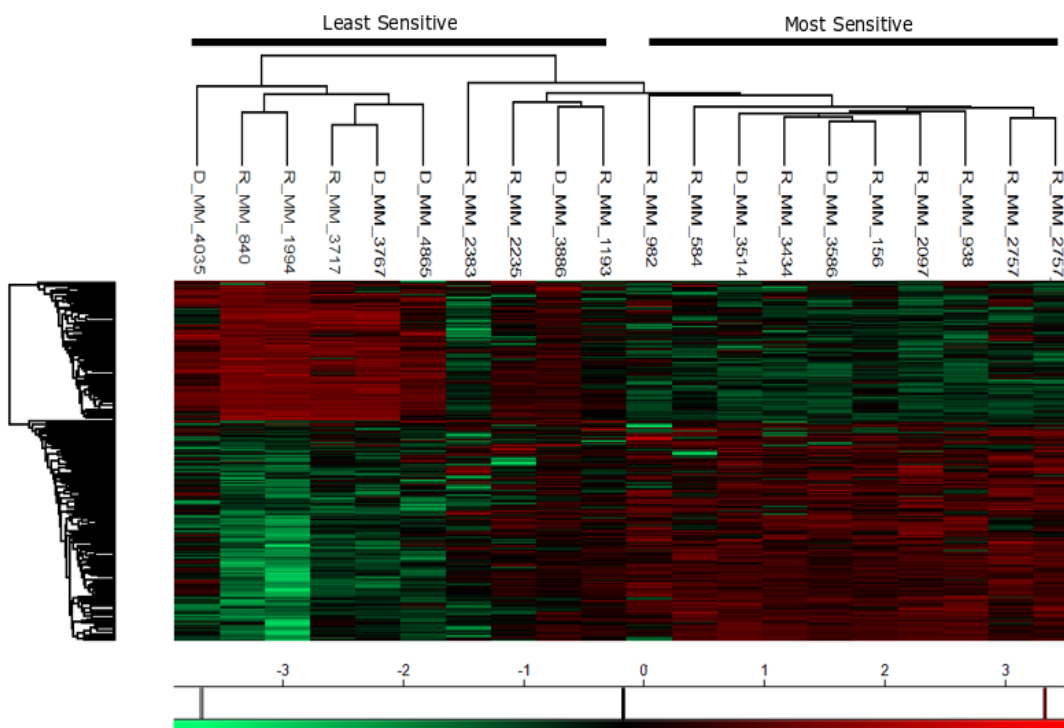 Least Sensitive Most Sensitive
D_MM_4035
R_MM_840
R_MM_1994
R_MM_3717
D_MM_3767
D_MM_4865
R_MM_2383
R_MM_2235
D_MM_3886
R_MM_1193
R_MM_982
R_MM_584
D_MM_3514
R_MM_3434
D_MM_3586
R_MM_156
R_MM_2097
R_MM_938
R_MM_2757
R_MM_2757
-3 -2 -1 0 1 2 3